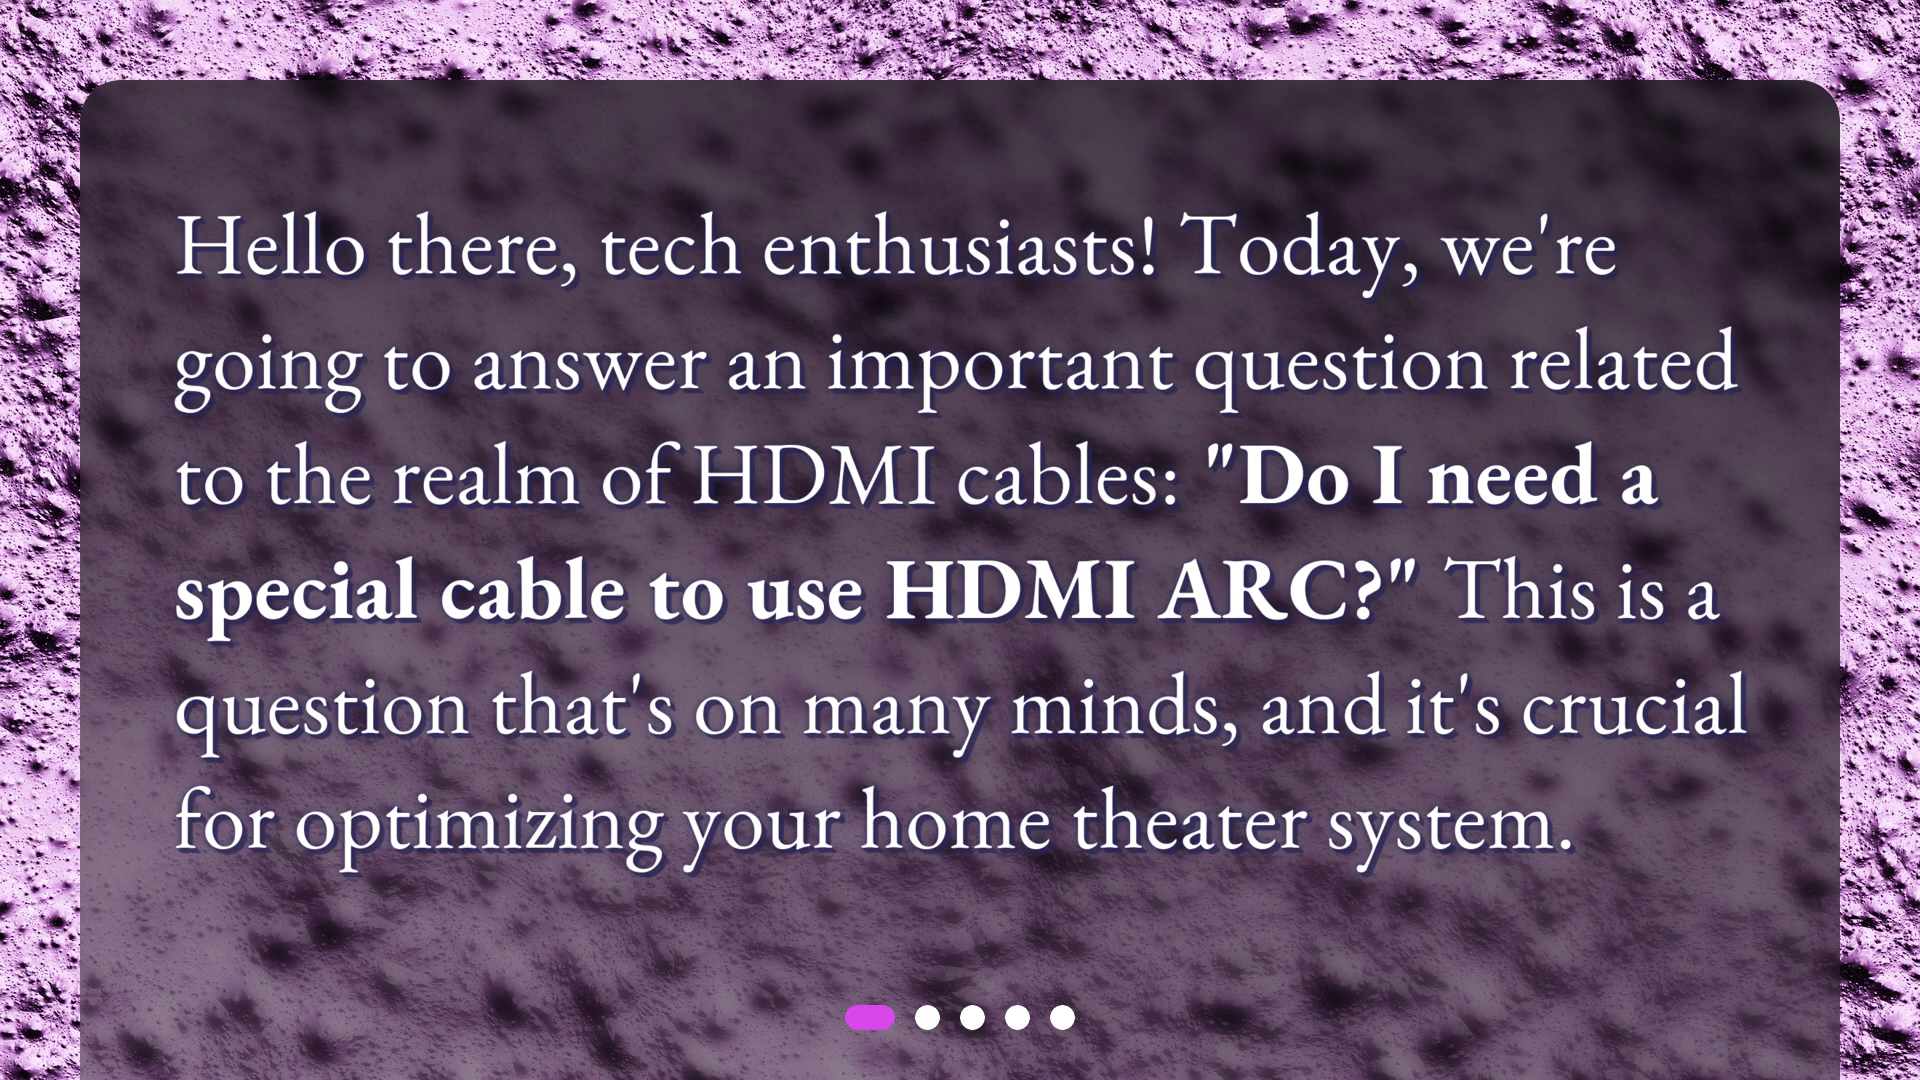 Hello there, tech enthusiasts! Today, we're
going to answer an important question related
to the realm of HDMI cables: "Do I need a
special cable to use HDMI ARC?" This is a
question that's on many minds, and it's crucial
for optimizing your home theater system.